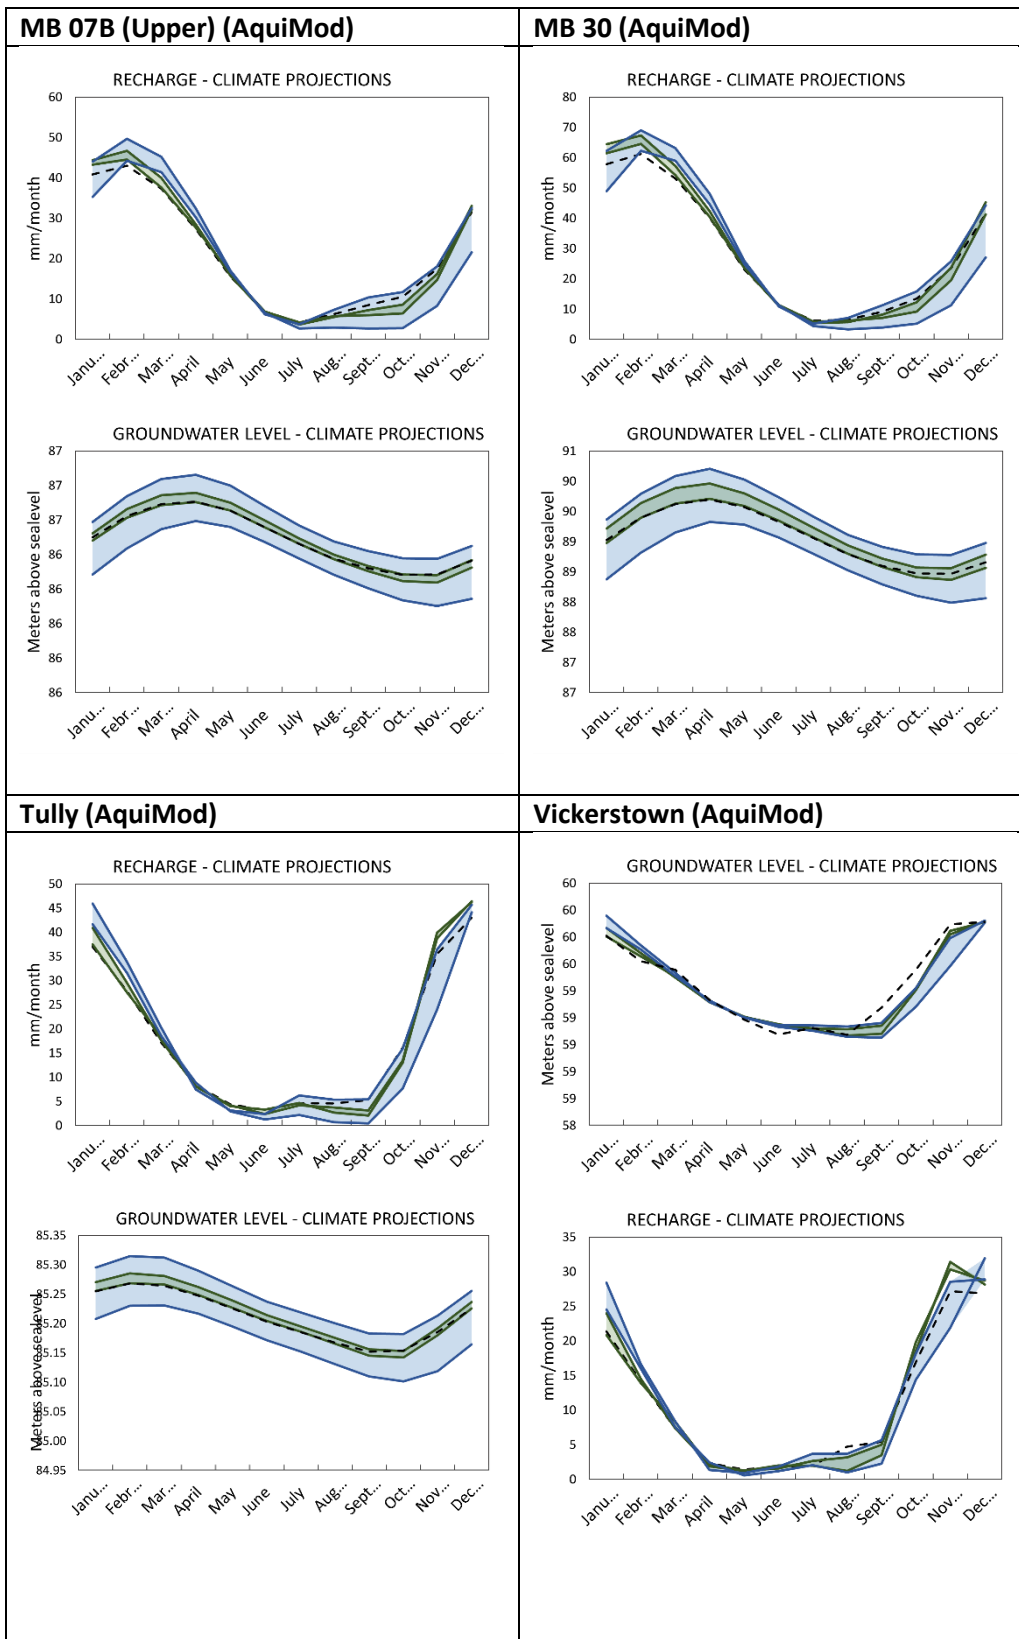 MB 07B (Upper) (AquiMod)
RECHARGE - CLIMATE PROJECTIONS
mm/month
60
50
40
30
20
10
0
Janu... Febr... Mar... April May June July Aug... Sept... Oct... Nov... Dec...
GROUNDWATER LEVEL - CLIMATE PROJECTIONS
Meters above sealevel
87
87
87
86
86
86
86
86
Janu... Febr... Mar... April May June July Aug... Sept... Oct... Nov... Dec...
MB 30 (AquiMod)
RECHARGE - CLIMATE PROJECTIONS
mm/month
80
70
60
50
40
30
20
10
0
Janu... Febr... Mar... April May June July Aug... Sept... Oct... Nov... Dec...
GROUNDWATER LEVEL - CLIMATE PROJECTIONS
Meters above sealevel
91
90
90
89
89
88
88
87
87
Janu... Febr... Mar... April May June July Aug... Sept... Oct... Nov... Dec...
Tully (AquiMod)
RECHARGE - CLIMATE PROJECTIONS
mm/month
50
45
40
35
30
25
20
15
10
5
0
Janu... Febr... Mar... April May June July Aug... Sept... Oct... Nov... Dec...
GROUNDWATER LEVEL - CLIMATE PROJECTIONS
Meters above sealevel
85.35
85.30
85.25
85.20
85.15
85.10
85.05
85.00
84.95
Janu... Febr... Mar... April May June July Aug... Sept... Oct... Nov... Dec...
Vickerstown (AquiMod)
GROUNDWATER LEVEL - CLIMATE PROJECTIONS
Meters above sealevel
60
60
60
60
59
59
59
59
59
58
Janu... Febr... Mar... April May June July Aug... Sept... Oct... Nov... Dec...
RECHARGE - CLIMATE PROJECTIONS
mm/month
35
30
25
20
15
10
5
0
Janu... Febr... Mar... April May June July Aug... Sept... Oct... Nov... Dec...